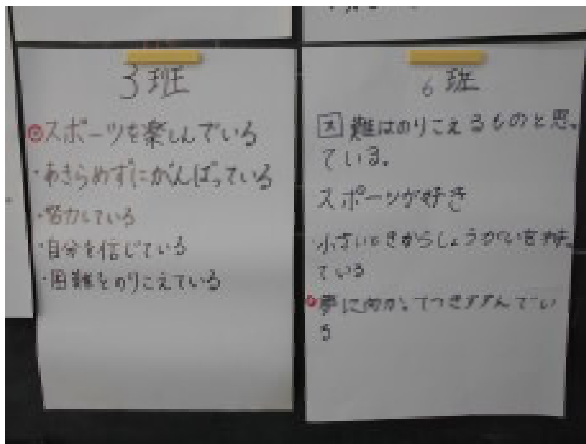 3班
◎スポーツを楽しんでいる
・あきらめずにがんばっている
・努力している
・自分を信じている
・困難をのりこえている
6班
困難はのりこえるものと思っ
ている。
スポーツが好き
小さいときからしょうがいを持っ
ている
夢に向かってつきすすんでい
る